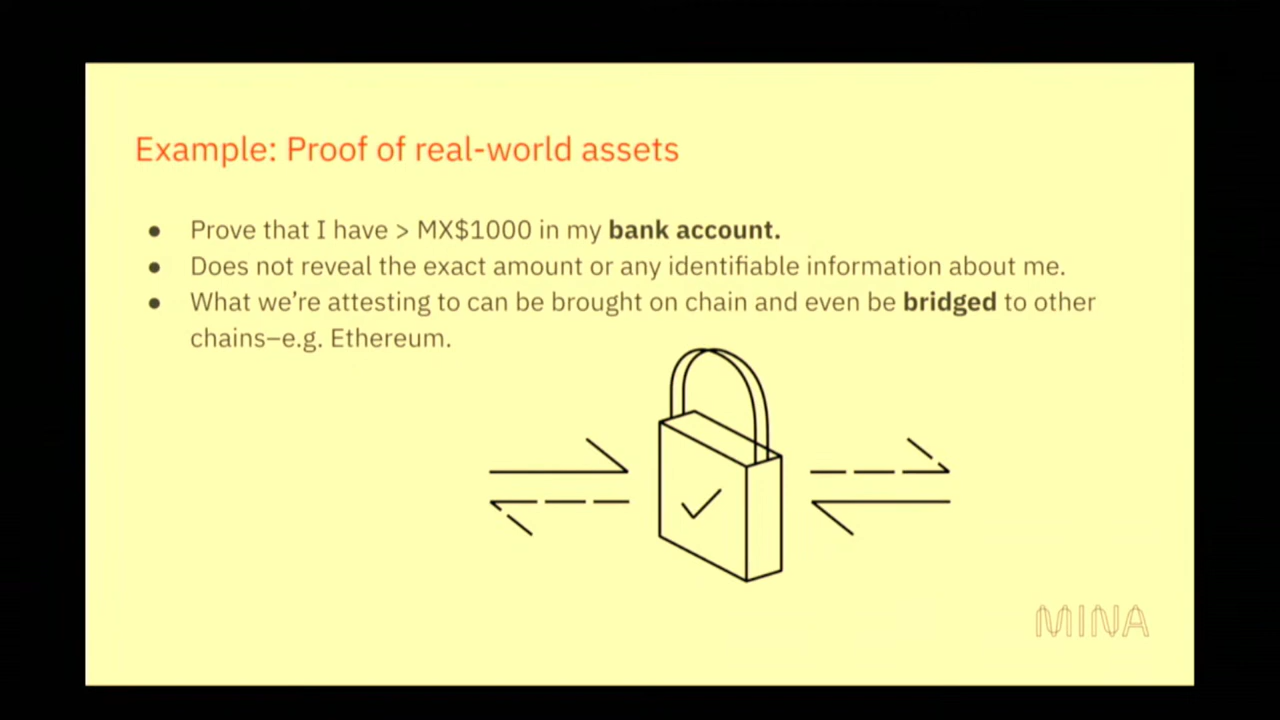 Example: Proof of real-world assets
● Prove that I have > MX$1000 in my bank account.
● Does not reveal the exact amount or any identifiable information about me.
● What we’re attesting to can be brought on chain and even be bridged to other
chains–e.g. Ethereum.
MINA